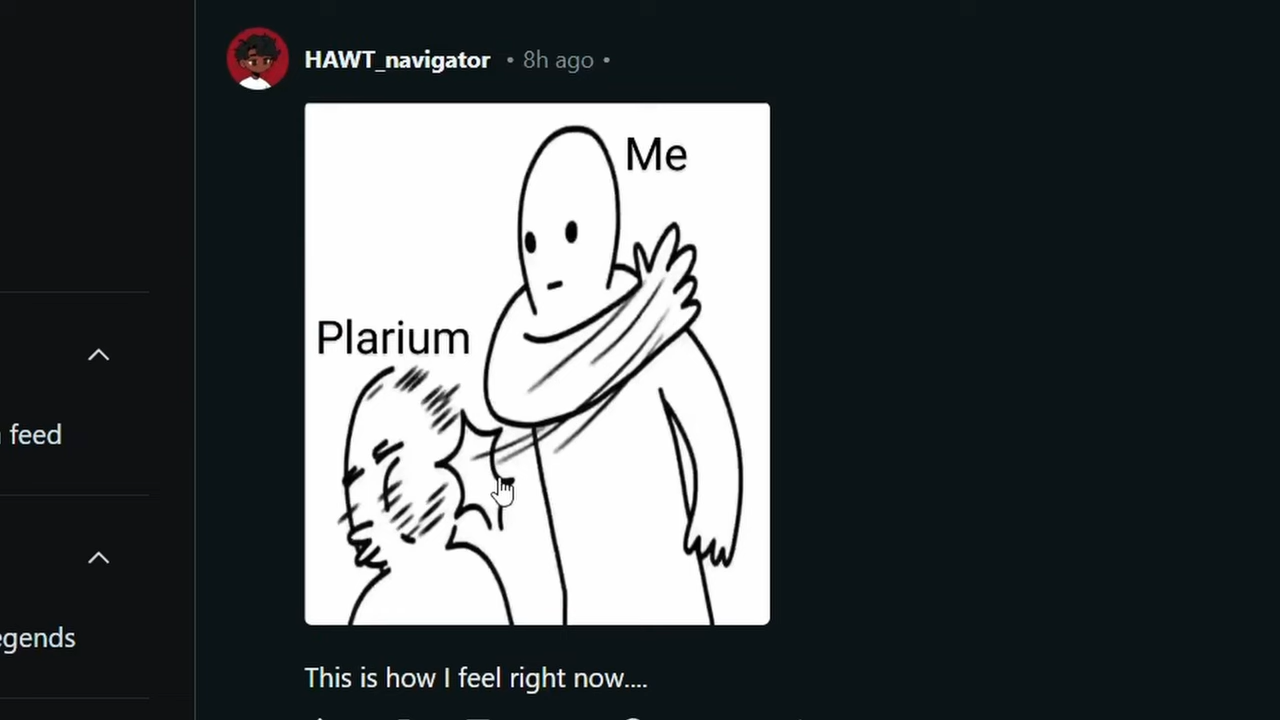 HAWT_navigator • 8h ago •
Me
Plarium
feed
egends
This is how I feel right now....